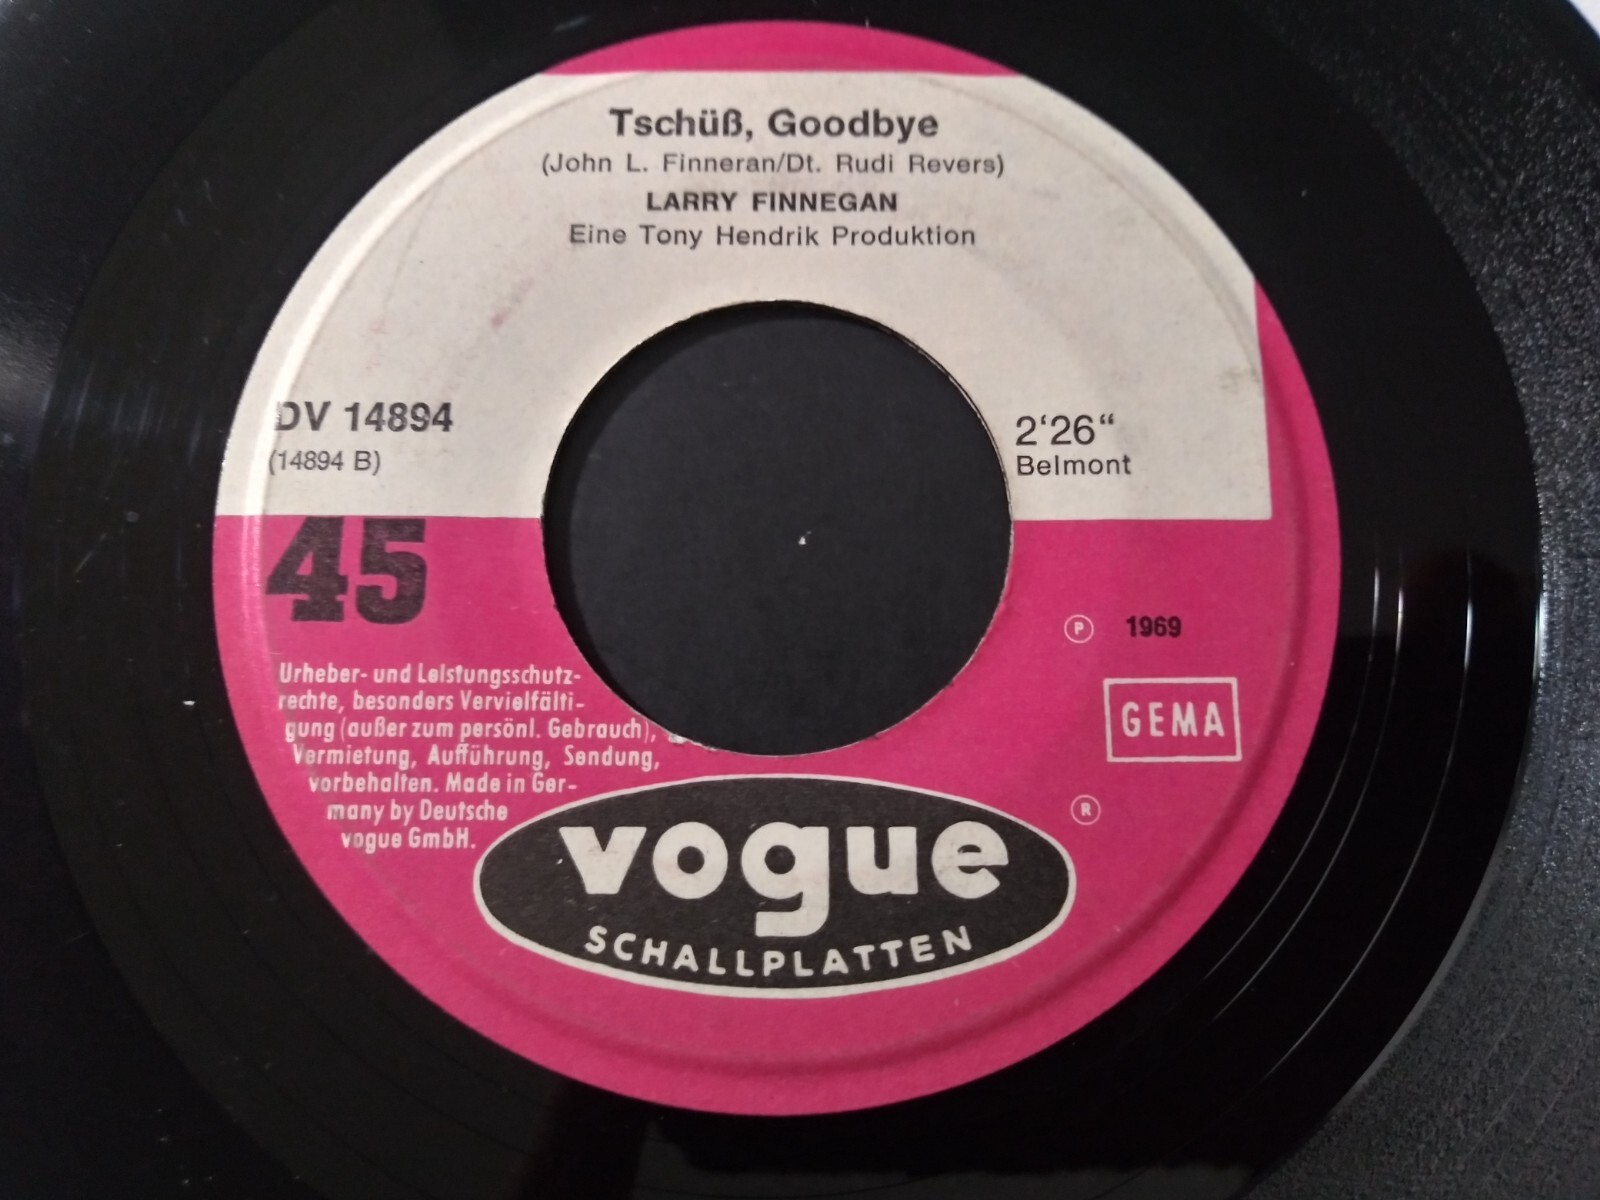 Tschüß, Goodbye
(John L. Finneran/Dt. Rudi Revers)
LARRY FINNEGAN
Eine Tony Hendrik Produktion
DV 14894
(14894 B)
2‘26“
Belmont
45
Ⓟ 1969
Urheber- und Leistungsschutz-
rechte, besonders Vervielfälti-
gung (außer zum persönl. Gebrauch),
Vermietung, Aufführung, Sendung,
vorbehalten. Made in Ger-
many by Deutsche
vogue GmbH.
GEMA
®
vogue
SCHALLPLATTEN